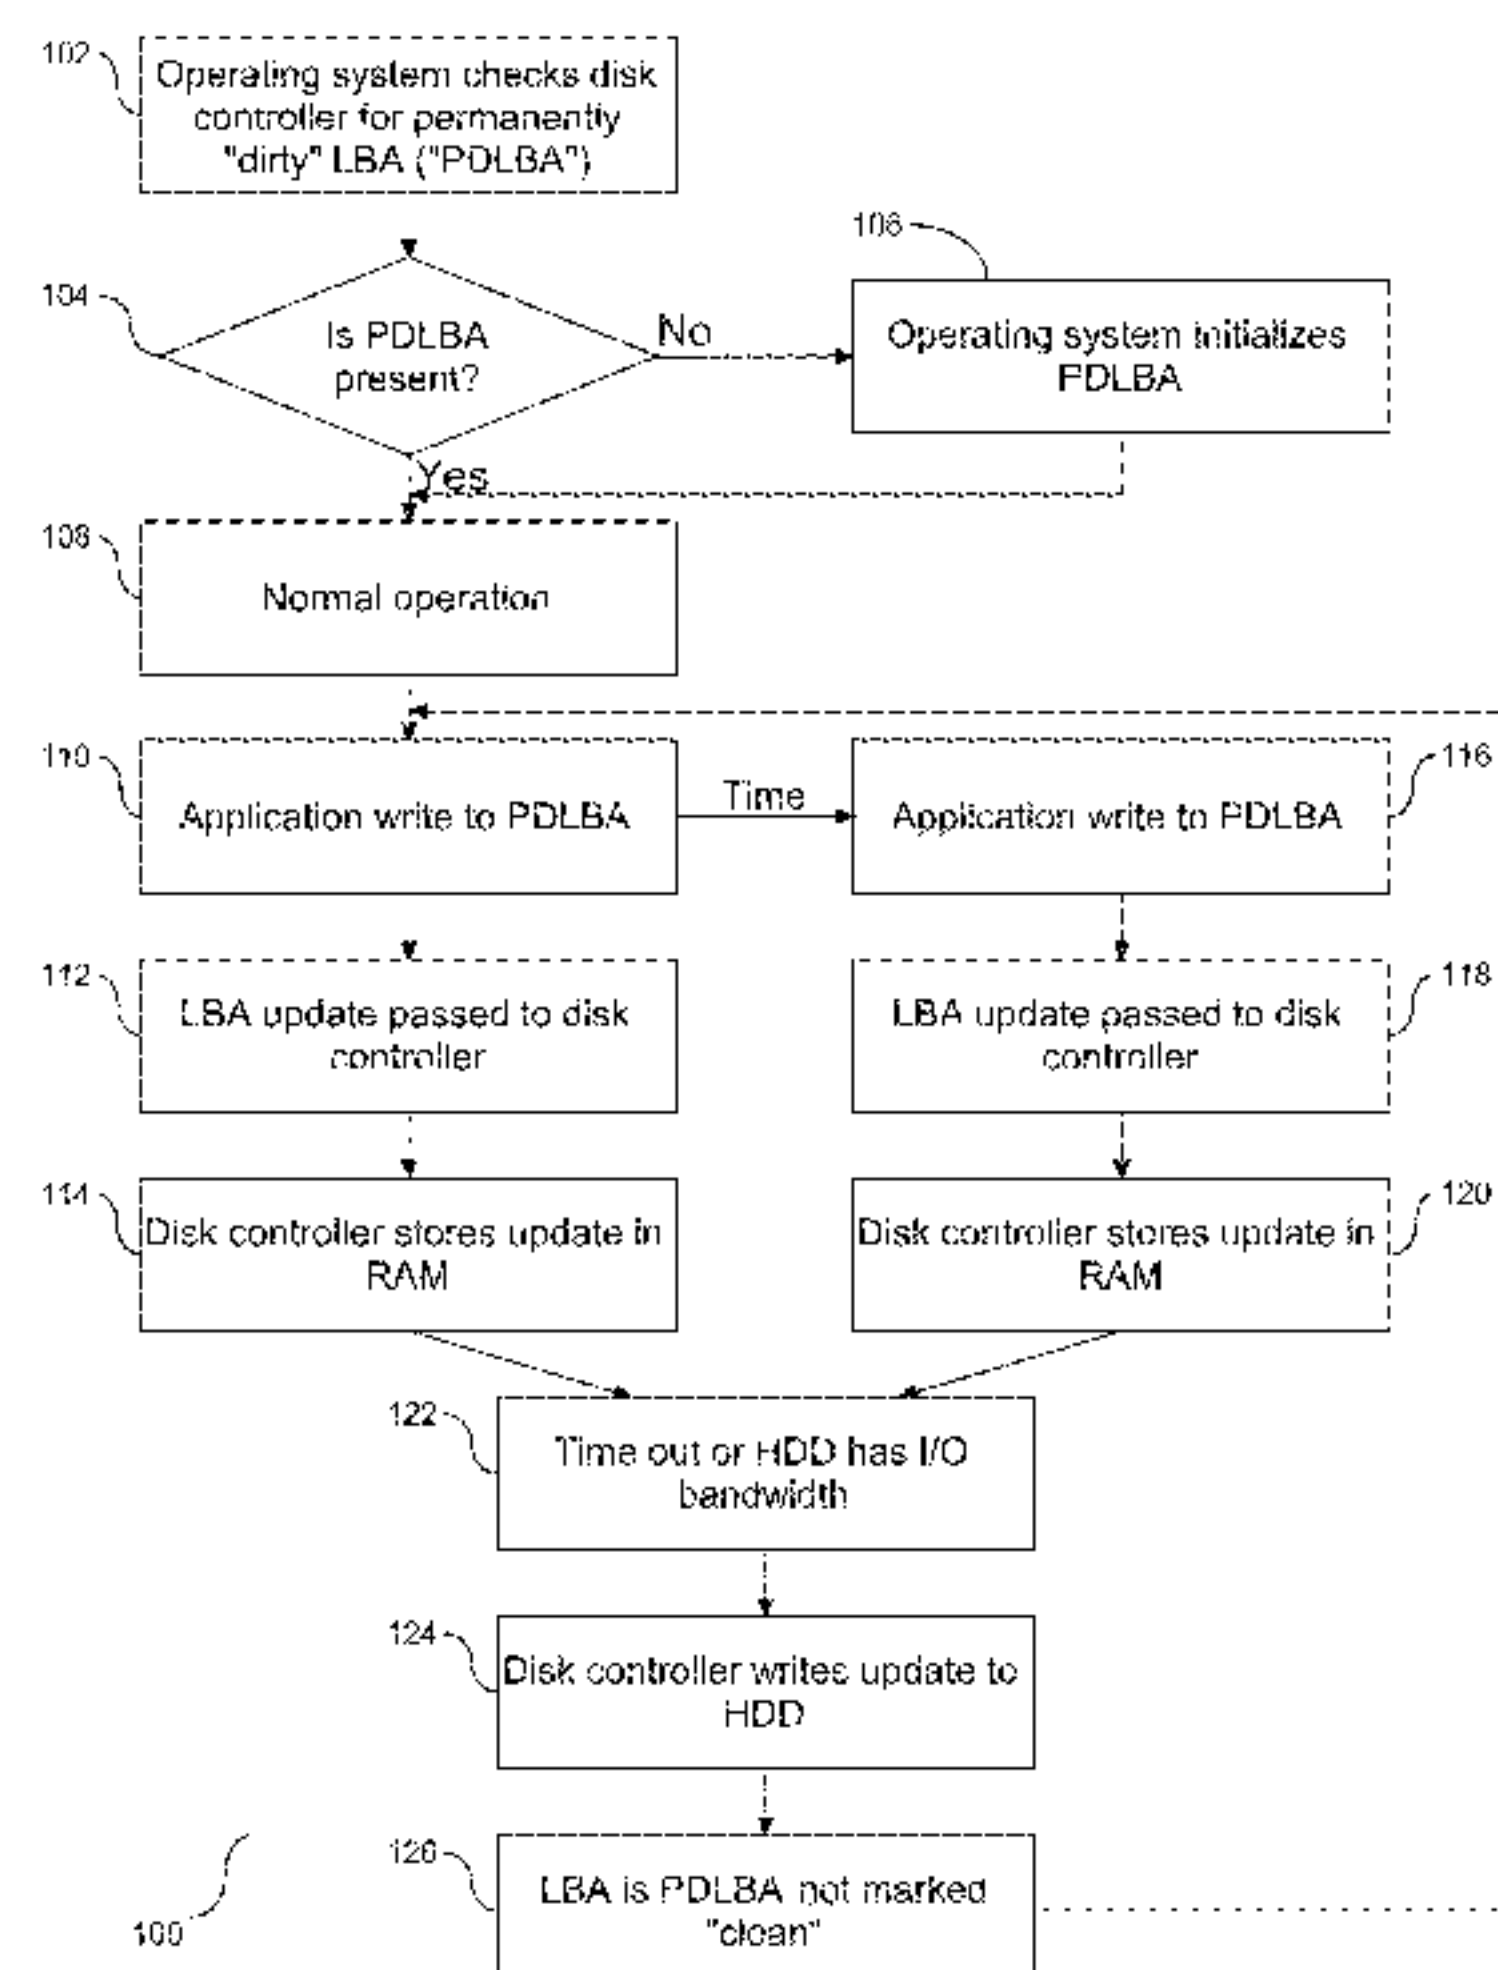 102
Operating system checks disk
controller for permanently
"dirty" LBA ("PDLBA")
104
Is PDLBA
present?
No
106
Operating system initializes
PDLBA
Yes
108
Normal operation
110
Application write to PDLBA
Time
Application write to PDLBA
116
112
LBA update passed to disk
controller
LBA update passed to disk
controller
118
114
Disk controller stores update in
RAM
Disk controller stores update in
RAM
120
122
Time out or HDD has I/O
bandwidth
124
Disk controller writes update to
HDD
126
LBA is PDLBA not marked
"clean"
100